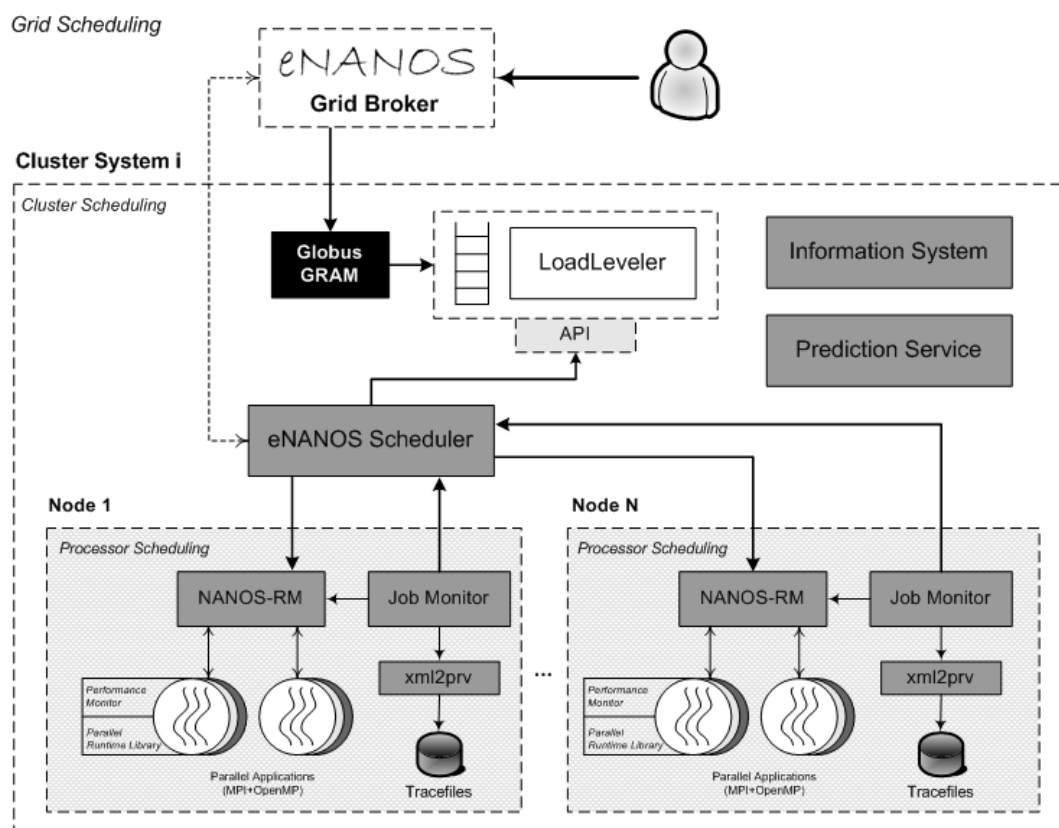 Grid Scheduling
eNANOS
Grid Broker
Cluster System i
Cluster Scheduling
Globus
GRAM
LoadLeveler
API
Information System
Prediction Service
eNANOS Scheduler
Node 1
Processor Scheduling
NANOS-RM
Job Monitor
xml2prv
Performance
Monitor
Parallel
Runtime Library
Parallel Applications
(MPI+OpenMP)
Tracefiles
...
Node N
Processor Scheduling
NANOS-RM
Job Monitor
xml2prv
Performance
Monitor
Parallel
Runtime Library
Parallel Applications
(MPI+OpenMP)
Tracefiles